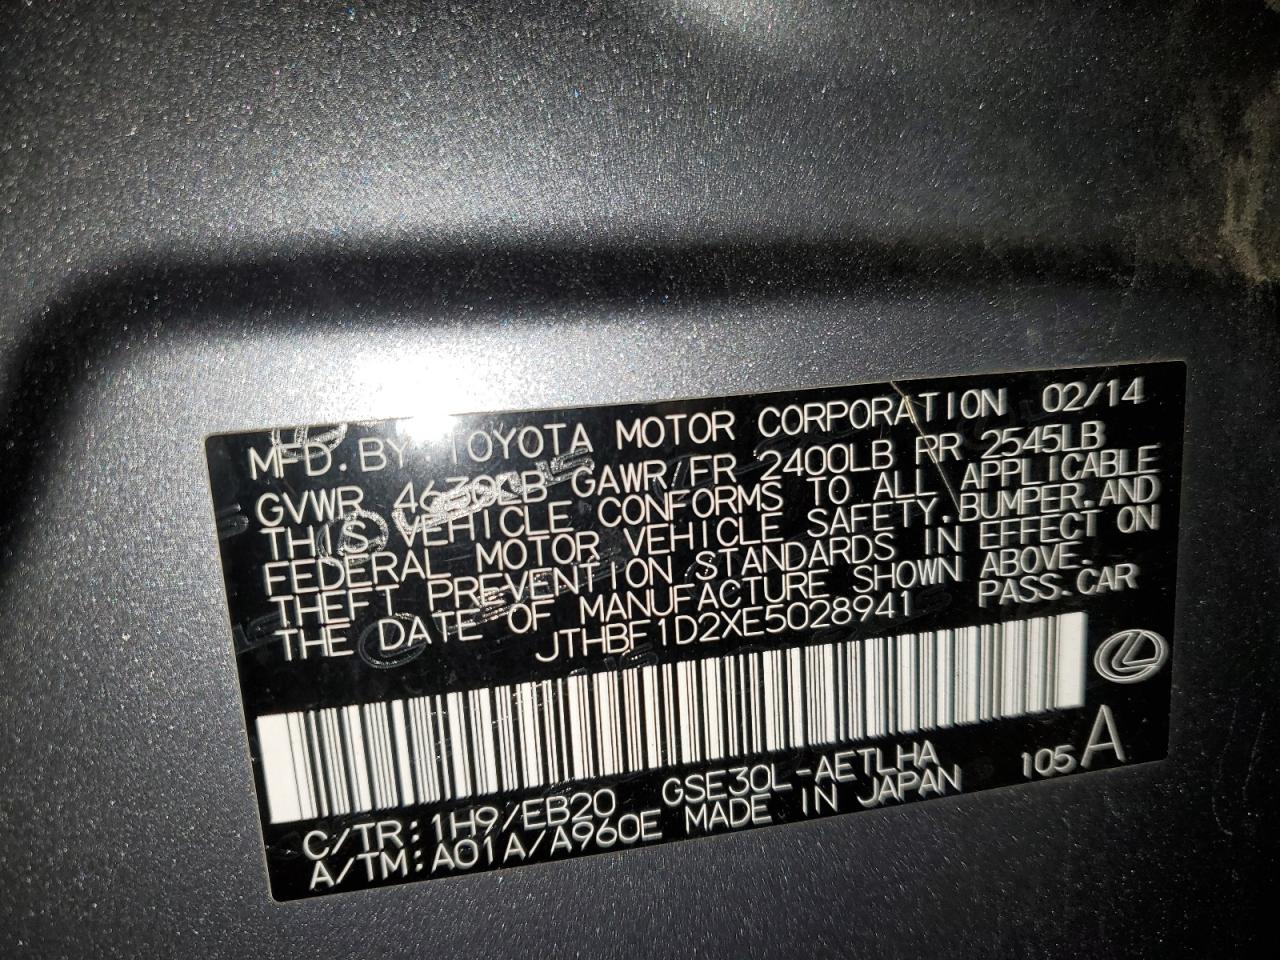 MFD. BY: TOYOTA MOTOR CORPORATION 02/14
GVWR 4630LB GAWR FR 2400LB RR 2545LB
THIS VEHICLE CONFORMS TO ALL APPLICABLE
FEDERAL MOTOR VEHICLE SAFETY, BUMPER, AND
THEFT PREVENTION STANDARDS IN EFFECT ON
THE DATE OF MANUFACTURE SHOWN ABOVE.
JTHBF1D2XE5028941 PASS. CAR
C/TR: 1H9/EB20 GSE30L-AETLHA
A/TM: A01A/A960E MADE IN JAPAN 105 A